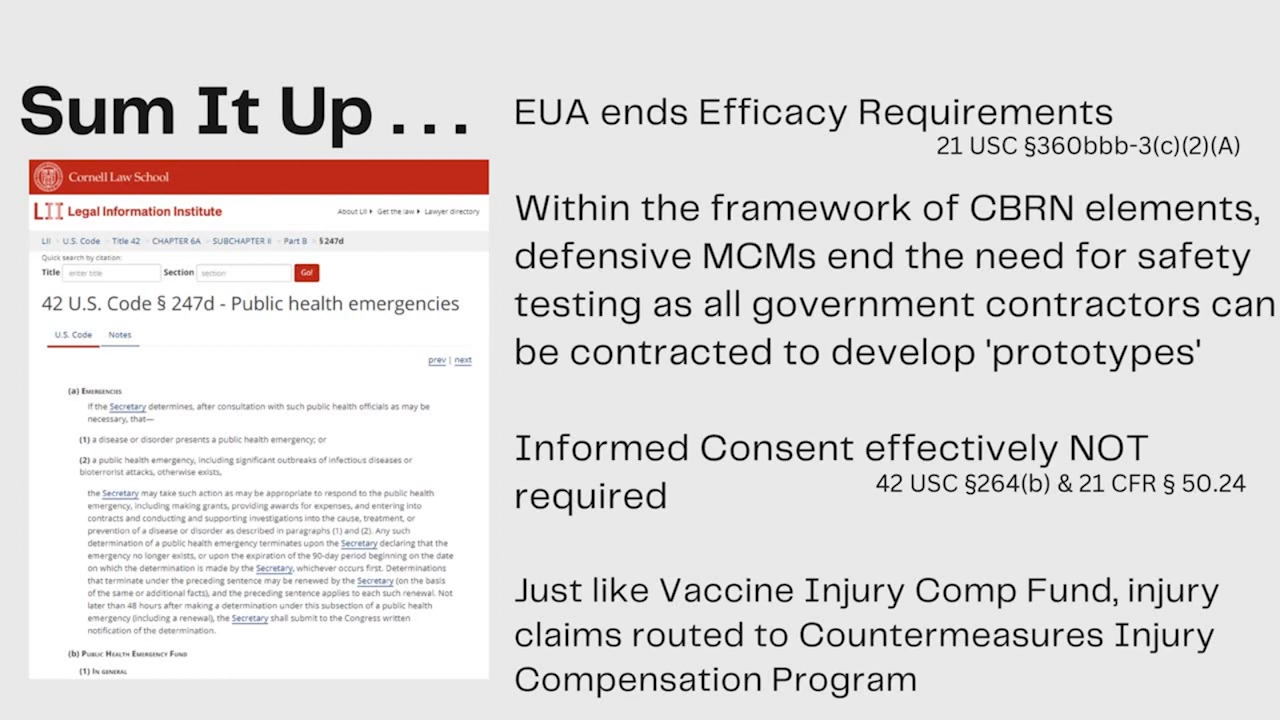 Sum It Up . . .
Cornell Law School
LII Legal Information Institute
About LII Get the law Lawyer directory
LII > U.S. Code > Title 42 > CHAPTER 6A > SUBCHAPTER II > Part B > § 247d
Quick search by citation:
Title enter title Section section Go!
42 U.S. Code § 247d - Public health emergencies
U.S. Code Notes
prev | next
(a) EMERGENCIES
If the Secretary determines, after consultation with such public health officials as may be
necessary, that—
(1) a disease or disorder presents a public health emergency; or
(2) a public health emergency, including significant outbreaks of infectious diseases or
bioterrorist attacks, otherwise exists,
the Secretary may take such action as may be appropriate to respond to the public health
emergency, including making grants, providing awards for expenses, and entering into
contracts and conducting and supporting investigations into the cause, treatment, or
prevention of a disease or disorder as described in paragraphs (1) and (2). Any such
determination of a public health emergency terminates upon the Secretary declaring that the
emergency no longer exists, or upon the expiration of the 90-day period beginning on the date
on which the determination is made by the Secretary, whichever occurs first. Determinations
that terminate under the preceding sentence may be renewed by the Secretary (on the basis
of the same or additional facts), and the preceding sentence applies to each such renewal. Not
later than 48 hours after making a determination under this subsection of a public health
emergency (including a renewal), the Secretary shall submit to the Congress written
notification of the determination.
(b) PUBLIC HEALTH EMERGENCY FUND
(1) IN GENERAL
EUA ends Efficacy Requirements
21 USC §360bbb-3(c)(2)(A)
Within the framework of CBRN elements,
defensive MCMs end the need for safety
testing as all government contractors can
be contracted to develop 'prototypes'
Informed Consent effectively NOT
required
42 USC §264(b) & 21 CFR § 50.24
Just like Vaccine Injury Comp Fund, injury
claims routed to Countermeasures Injury
Compensation Program